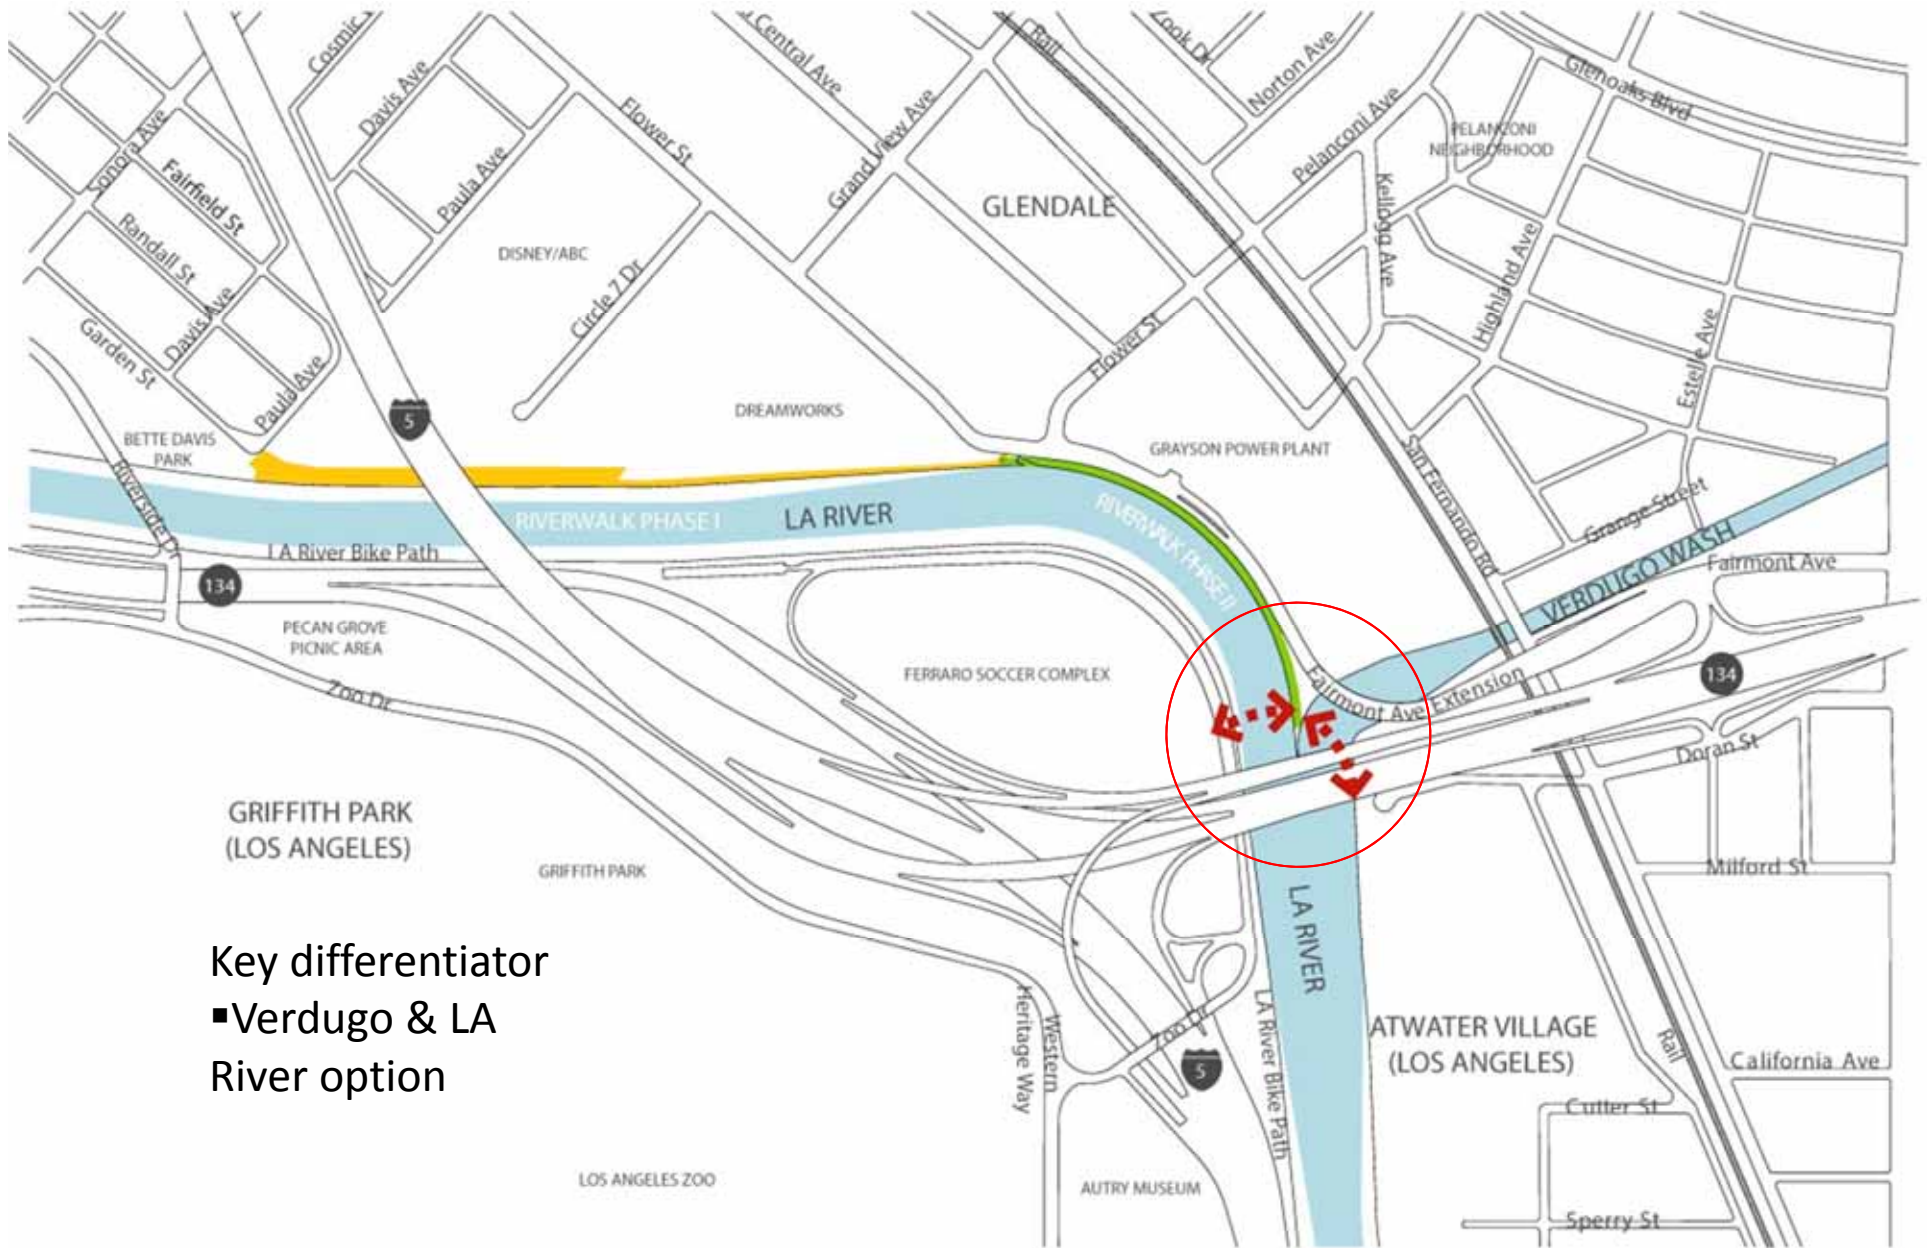 Cosmic
Central Ave
Rail
Zook Dr
Norton Ave
Glenoaks Blvd
Davis Ave
Flower St
Grand View Ave
Pelanconi Ave
PELANCONI
NEIGHBORHOOD
Sonora Ave
Fairfield St
Paula Ave
GLENDALE
Kellogg Ave
Randall St
DISNEY/ABC
Circle 7 Dr
Highland Ave
Garden St
Davis Ave
Paula Ave
Flower St
Estelle Ave
5
DREAMWORKS
BETTE DAVIS
PARK
GRAYSON POWER PLANT
San Fernando Rd
Riverside Dr
RIVERWALK PHASE I
LA RIVER
RIVERWALK PHASE II
Grange Street
VERDUGO WASH
Fairmont Ave
LA River Bike Path
134
PECAN GROVE
PICNIC AREA
Zoo Dr
FERRARO SOCCER COMPLEX
Fairmont Ave Extension
134
Doran St
GRIFFITH PARK
(LOS ANGELES)
GRIFFITH PARK
Milford St
LA RIVER
Key differentiator
▪Verdugo & LA
River option
Western
Heritage Way
Zoo Dr
5
LA River Bike Path
ATWATER VILLAGE
(LOS ANGELES)
Rail
California Ave
Cutter St
LOS ANGELES ZOO
AUTRY MUSEUM
Sperry St